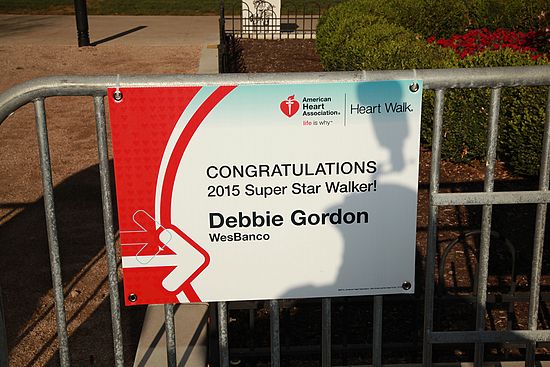 American
Heart
Association®
life is why™
Heart Walk.
CONGRATULATIONS
2015 Super Star Walker!
Debbie Gordon
WesBanco